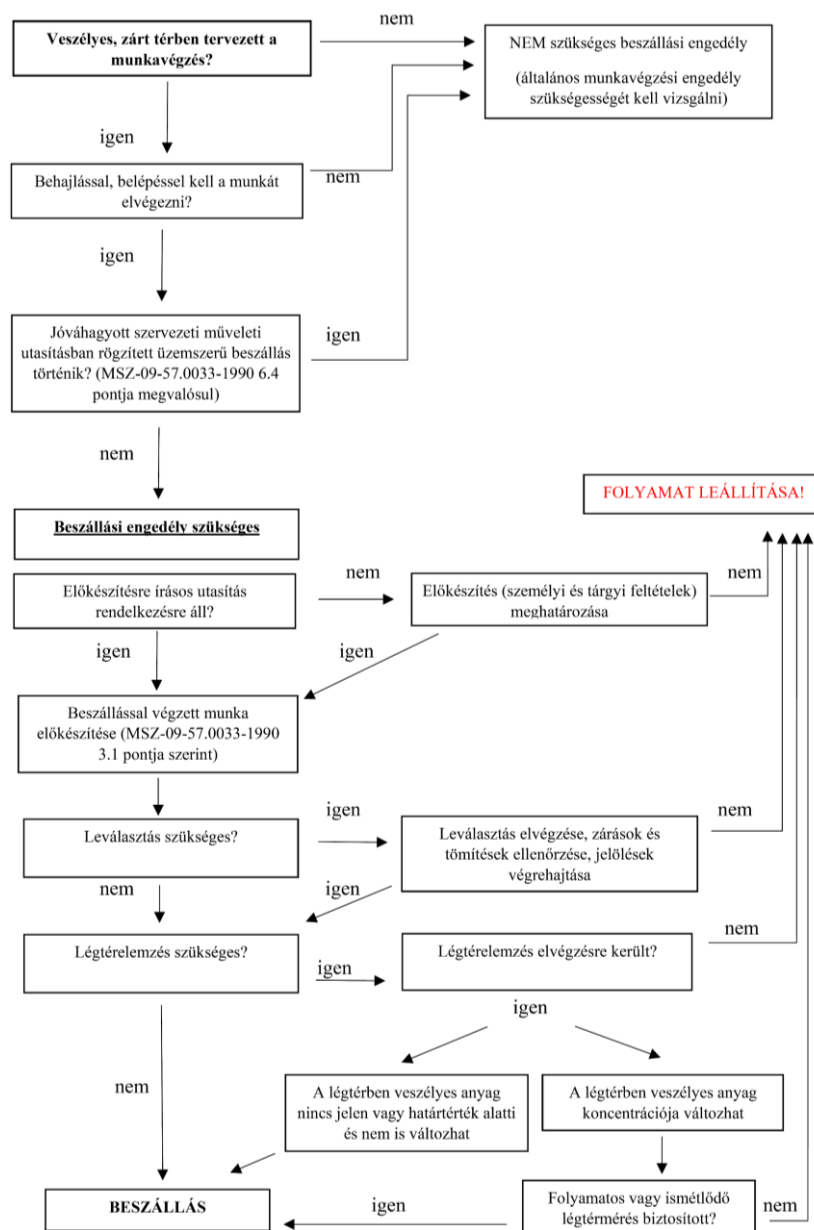 nem
Veszélyes, zárt térben tervezett a
munkavégzés?
NEM szükséges beszállási engedély
(általános munkavégzési engedély
szükségességét kell vizsgálni)
igen
nem
Behajlással, belépéssel kell a munkát
elvégezni?
igen
Jóváhagyott szervezeti műveleti
utasításban rögzített üzemszerű beszállás
történik? (MSZ-09-57.0033-1990 6.4
pontja megvalósul)
igen
nem
FOLYAMAT LEÁLLÍTÁSA!
Beszállási engedély szükséges
Előkészítésre írásos utasítás
rendelkezésre áll?
nem
Előkészítés (személyi és tárgyi feltételek)
meghatározása
nem
igen
igen
Beszállással végzett munka
előkészítése (MSZ-09-57.0033-1990
3.1 pontja szerint)
Leválasztás szükséges?
igen
Leválasztás elvégzése, zárások és
tömítések ellenőrzése, jelölések
végrehajtása
nem
nem
igen
Légtérelemzés szükséges?
igen
Légtérelemzés elvégzésre került?
nem
igen
nem
A légtérben veszélyes anyag
nincs jelen vagy határérték alatti
és nem is változhat
A légtérben veszélyes anyag
koncentrációja változhat
BESZÁLLÁS
igen
Folyamatos vagy ismétlődő
légtérmérés biztosított?
nem